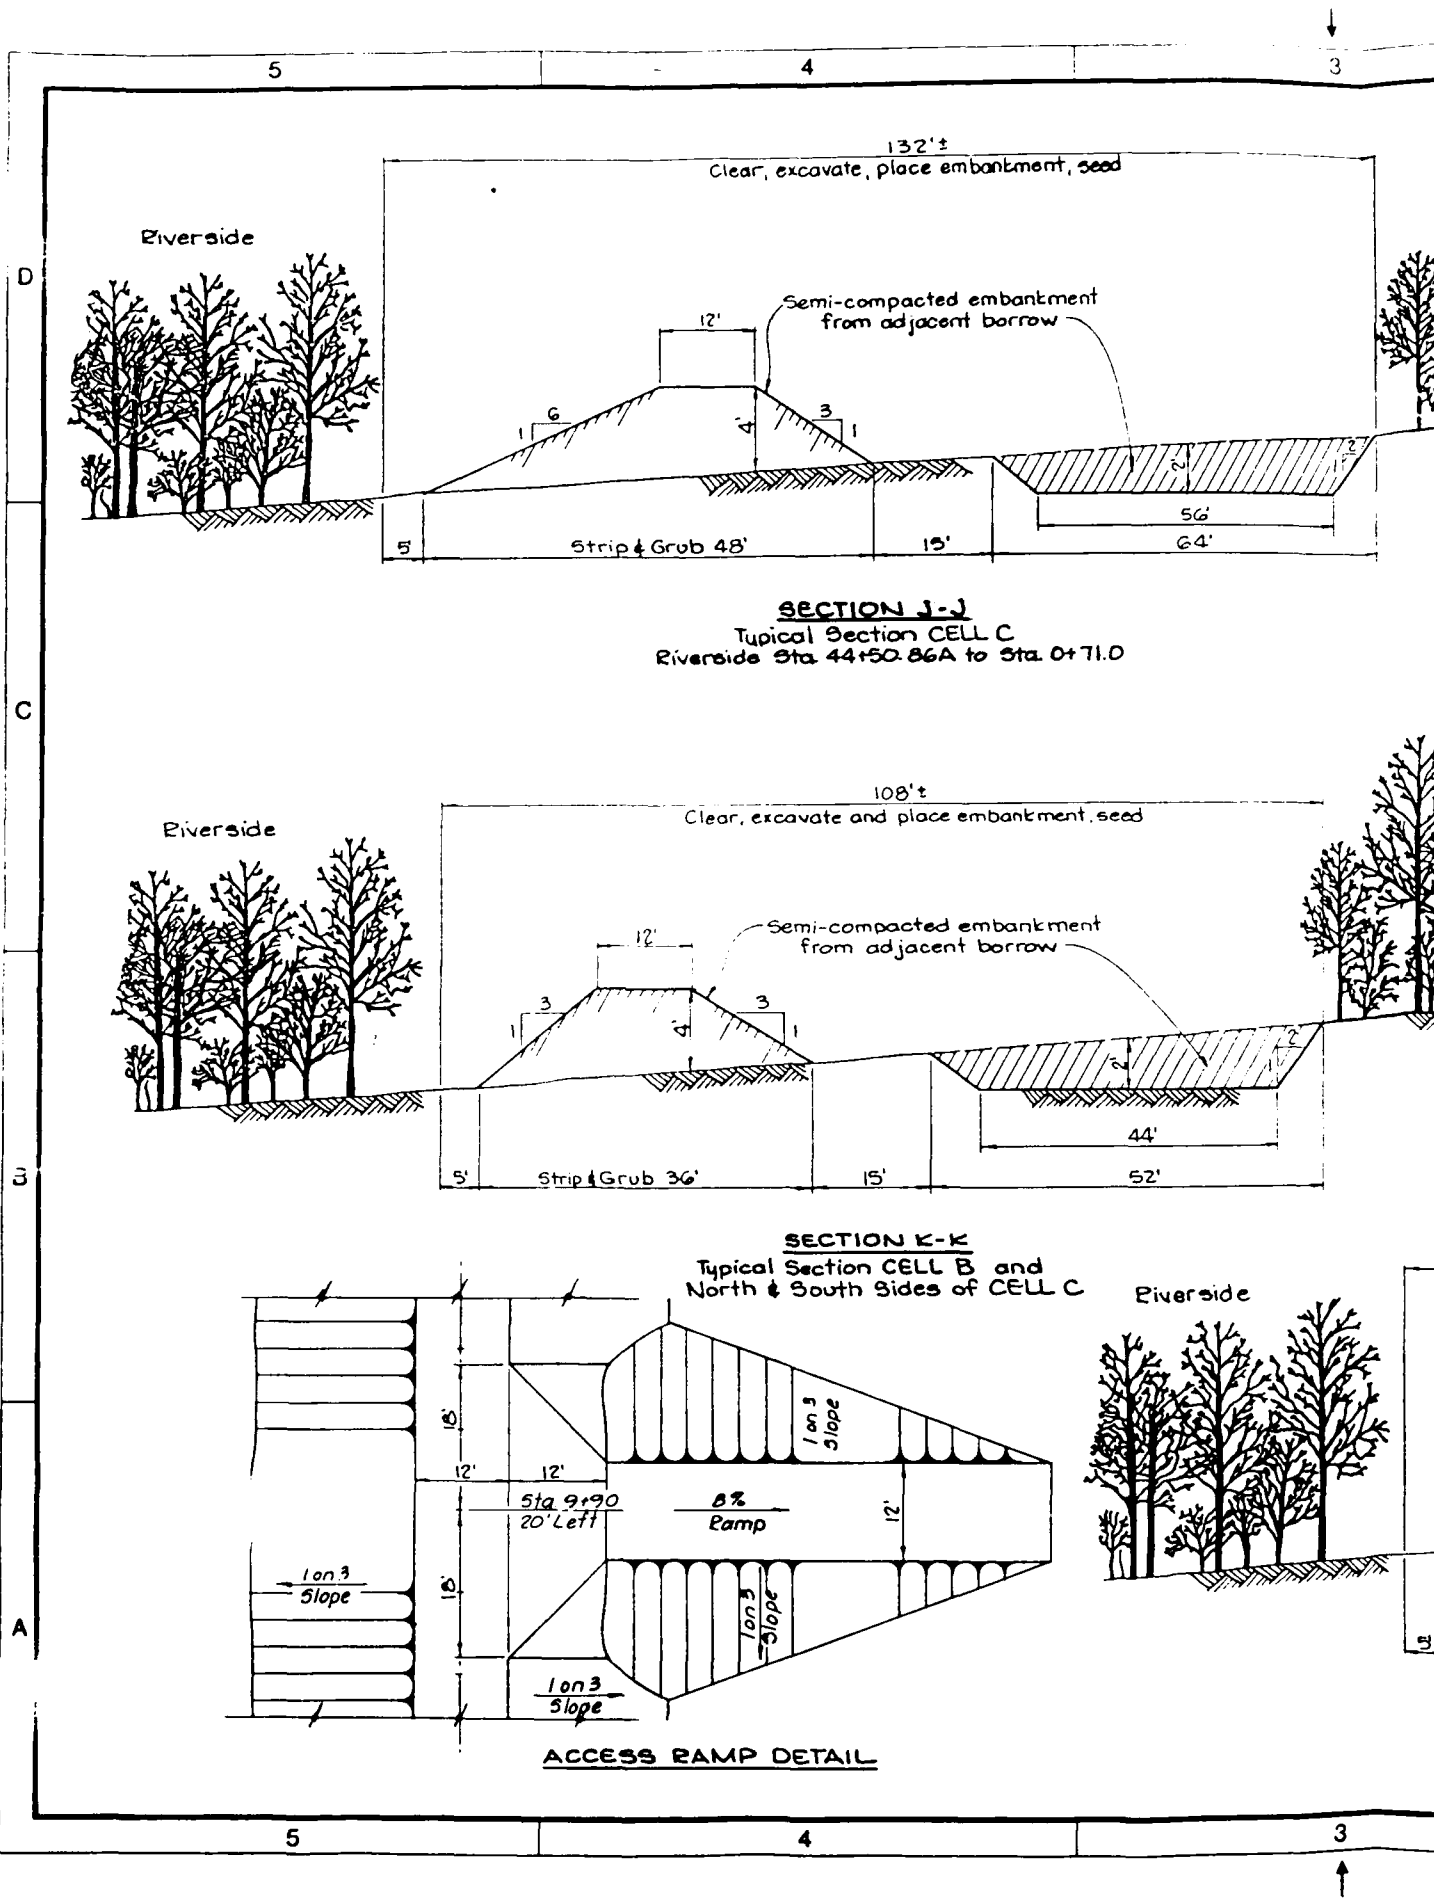 5
4
3
132'±
Clear, excavate, place embankment, seed
Riverside
D
Semi-compacted embankment
from adjacent borrow
12'
6
1
4'
3
1
2'
2
56'
5'
Strip & Grub 48'
15'
64'
SECTION J-J
Typical Section CELL C
Riverside Sta. 44+50.86A to Sta. 0+71.0
C
108'±
Clear, excavate and place embankment, seed
Riverside
Semi-compacted embankment
from adjacent borrow
12'
3
1
4'
3
1
2'
2
44'
5'
Strip & Grub 36'
15'
52'
SECTION K-K
Typical Section CELL B and
North & South Sides of CELL C
Riverside
18'
1 on 3
Slope
12'
12'
Sta 9+90
20' Left
8%
Ramp
12'
1 on 3
Slope
18'
1 on 3
Slope
A
1 on 3
Slope
ACCESS RAMP DETAIL
5
4
3